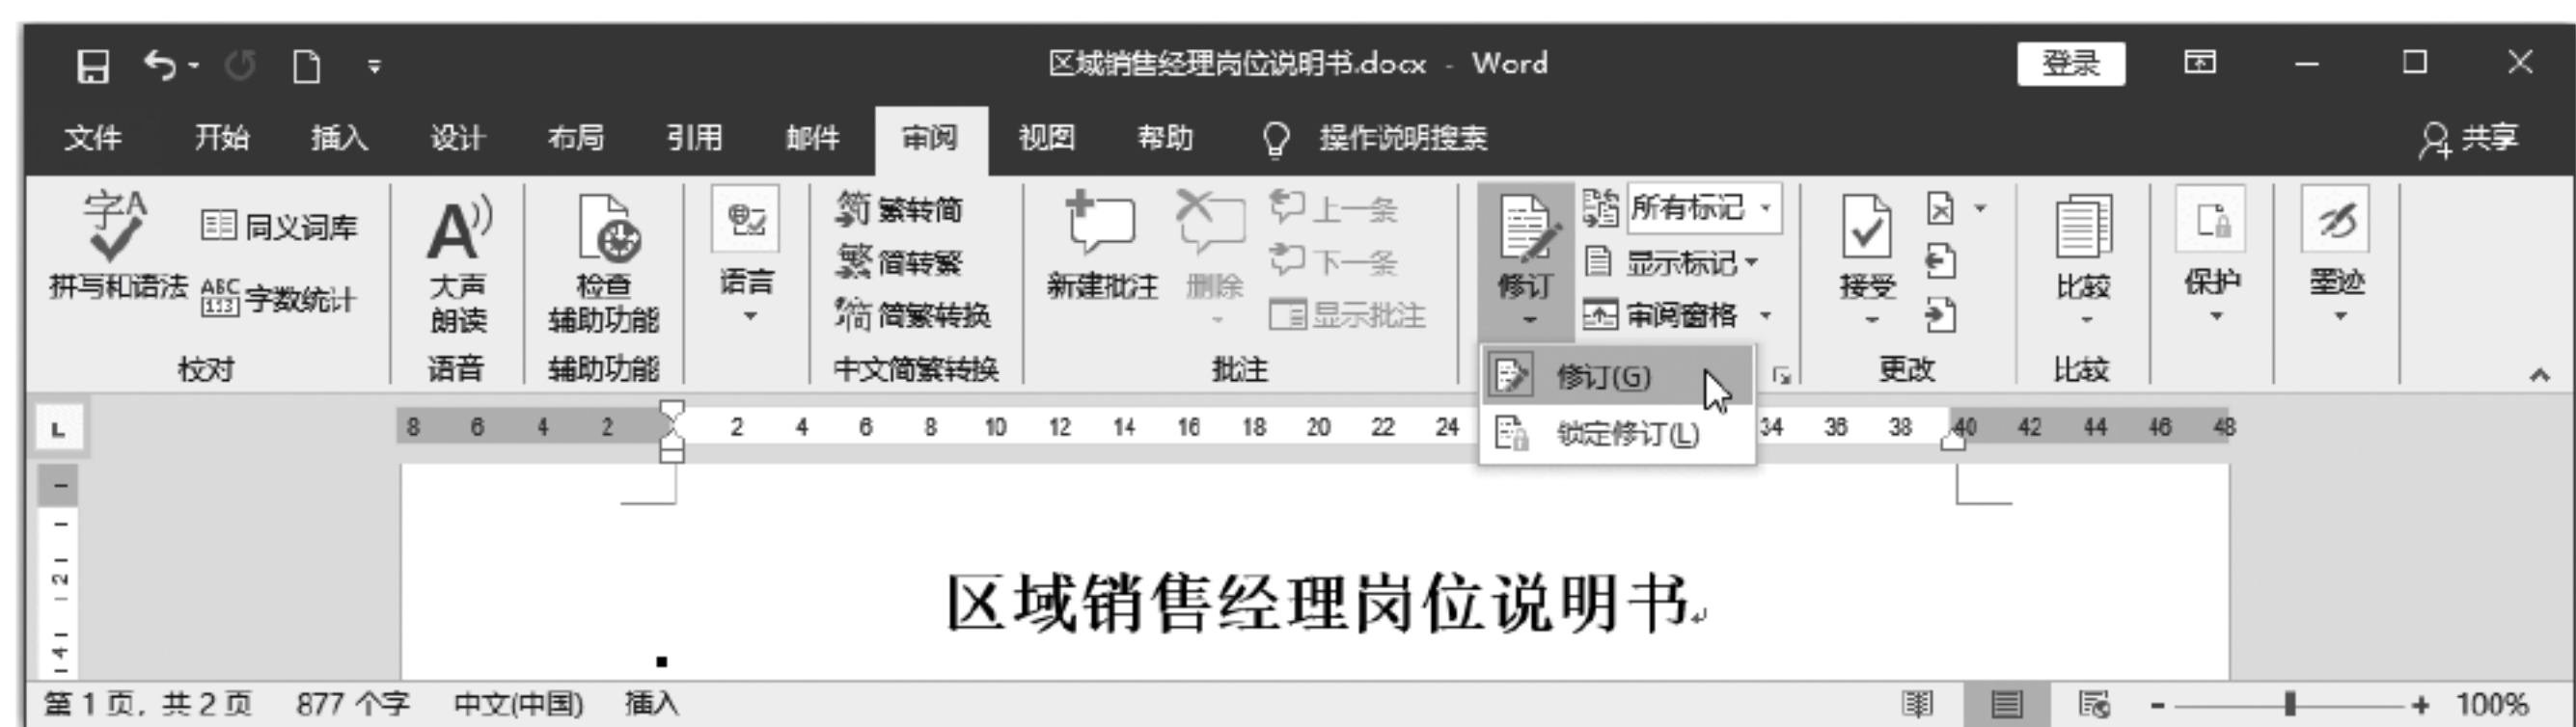 区域销售经理岗位说明书.docx - Word 登录
文件 开始 插入 设计 布局 引用 邮件 审阅 视图 帮助 操作说明搜索 共享
拼写和语法 同义词库 ABC 123 字数统计
校对
大声朗读
语音
检查辅助功能
辅助功能
语言
繁转简
简转繁
简繁转换
中文简繁转换
新建批注 删除 上一条 下一条 显示批注
批注
修订 所有标记 显示标记 审阅窗格
接受
更改
比较
比较
保护
墨迹
修订(G)
锁定修订(L)
L 8 6 4 2 2 4 6 8 10 12 14 16 18 20 22 24 34 36 38 40 42 44 46 48
2
4
区域销售经理岗位说明书
第 1 页, 共 2 页 877 个字 中文(中国) 插入 100%